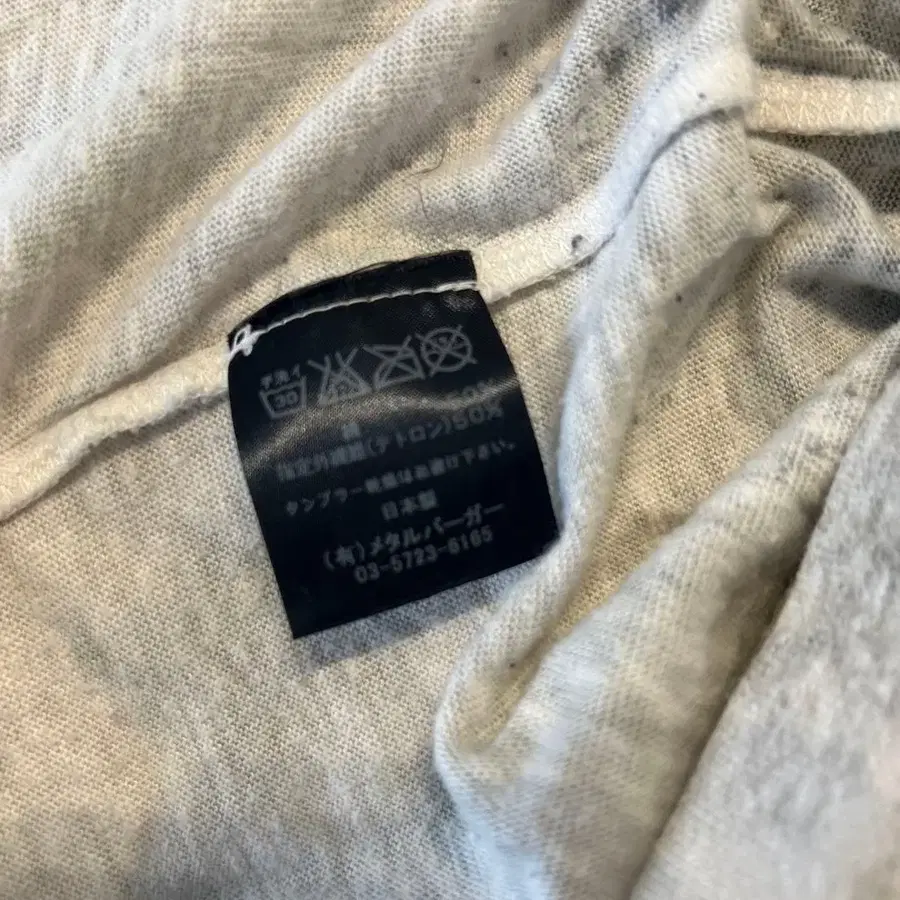 手洗イ
30
綿 50%
指定外繊維(テトロン)50%
タンブラー乾燥はお避け下さい。
日本製
(有)メタルバーガー
03-5723-6165